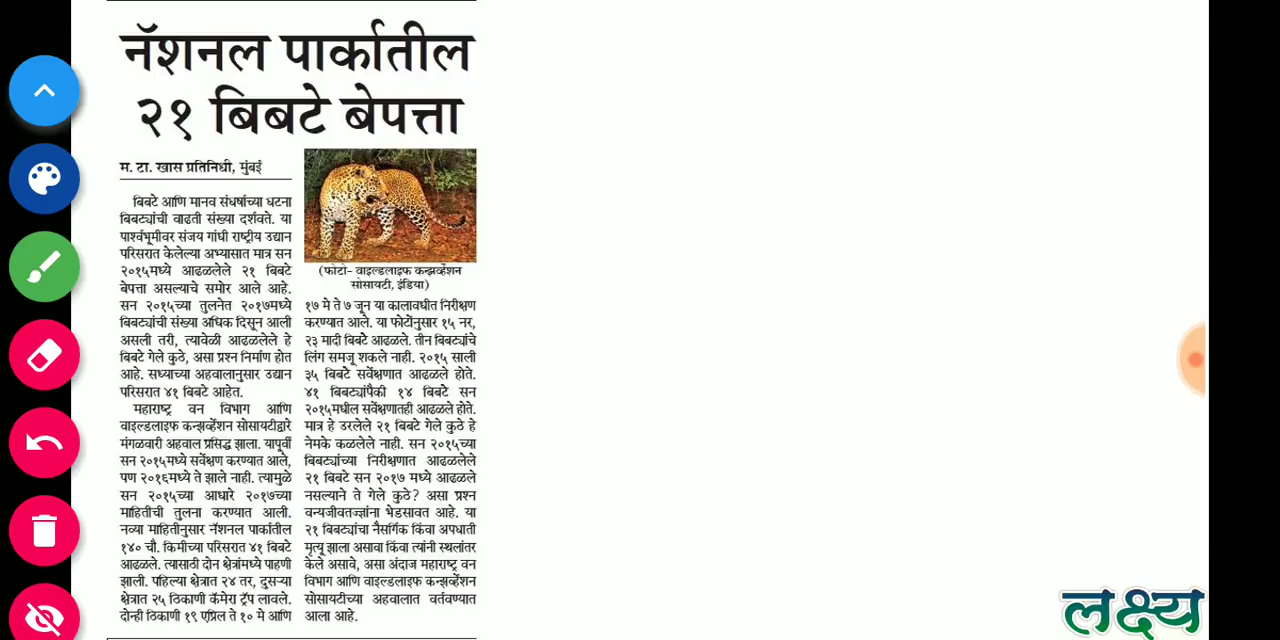 नॅशनल पार्कातील
२१ बिबटे बेपत्ता
म. टा. खास प्रतिनिधी, मुंबई
बिबटे आणि मानव संघर्षाच्या घटना
बिबट्यांची वाढती संख्या दर्शवते. या
पार्श्वभूमीवर संजय गांधी राष्ट्रीय उद्यान
परिसरात केलेल्या अभ्यासात मात्र सन
२०१५मध्ये आढळलेले २१ बिबटे
बेपत्ता असल्याचे समोर आले आहे.
सन २०१५च्या तुलनेत २०१७मध्ये
बिबट्यांची संख्या अधिक दिसून आली
असली तरी, त्यावेळी आढळलेले हे
बिबटे गेले कुठे, असा प्रश्न निर्माण होत
आहे. सध्याच्या अहवालानुसार उद्यान
परिसरात ४१ बिबटे आहेत.
महाराष्ट्र वन विभाग आणि
वाइल्डलाइफ कन्झर्व्हेशन सोसायटीद्वारे
मंगळवारी अहवाल प्रसिद्ध झाला. यापूर्वी
सन २०१५मध्ये सर्वेक्षण करण्यात आले,
पण २०१६मध्ये ते झाले नाही. त्यामुळे
सन २०१५च्या आधारे २०१७च्या
माहितीची तुलना करण्यात आली.
नव्या माहितीनुसार नॅशनल पार्कातील
१४० चौ. किमीच्या परिसरात ४१ बिबटे
आढळले. त्यासाठी दोन क्षेत्रांमध्ये पाहणी
झाली. पहिल्या क्षेत्रात २४ तर, दुसऱ्या
क्षेत्रात २५ ठिकाणी कॅमेरा ट्रॅप लावले.
दोन्ही ठिकाणी १९ एप्रिल ते १० मे आणि
(फोटो- वाइल्डलाइफ कन्झर्व्हेशन
सोसायटी, इंडिया)
१७ मे ते ७ जून या कालावधीत निरीक्षण
करण्यात आले. या फोटोंनुसार १५ नर,
२३ मादी बिबटे आढळले. तीन बिबट्यांचे
लिंग समजू शकले नाही. २०१५ साली
३५ बिबटे सर्वेक्षणात आढळले होते.
४१ बिबट्यांपैकी १४ बिबटे सन
२०१५मधील सर्वेक्षणातही आढळले होते.
मात्र हे उरलेले २१ बिबटे गेले कुठे हे
नेमके कळलेले नाही. सन २०१५च्या
बिबट्यांच्या निरीक्षणात आढळलेले
२१ बिबटे सन २०१७ मध्ये आढळले
नसल्याने ते गेले कुठे? असा प्रश्न
वन्यजीवतज्ज्ञांना भेडसावत आहे. या
२१ बिबट्यांचा नैसर्गिक किंवा अपघाती
मृत्यू झाला असावा किंवा त्यांनी स्थलांतर
केले असावे, असा अंदाज महाराष्ट्र वन
विभाग आणि वाइल्डलाइफ कन्झर्व्हेशन
सोसायटीच्या अहवालात वर्तवण्यात
आला आहे.
लक्ष्य